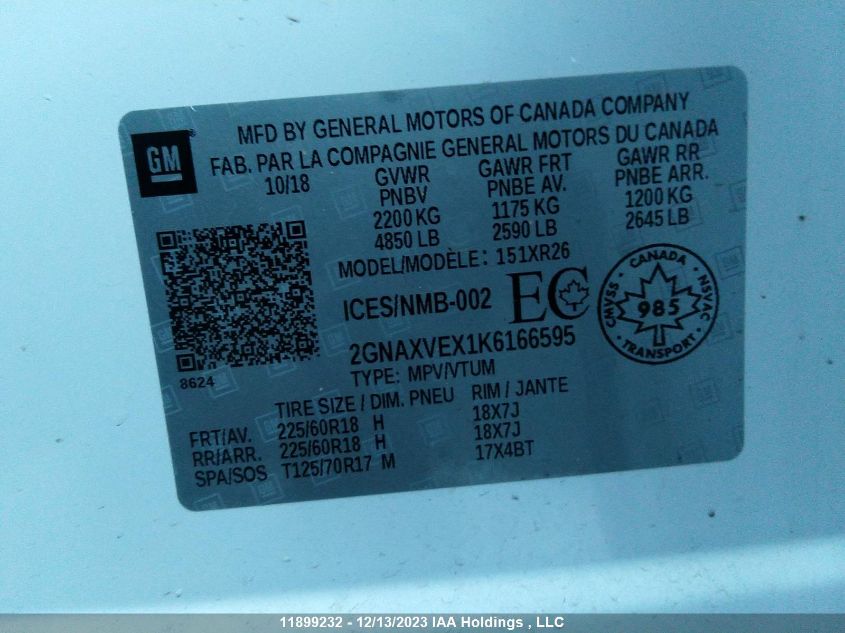 GM
MFD BY GENERAL MOTORS OF CANADA COMPANY
FAB. PAR LA COMPAGNIE GENERAL MOTORS DU CANADA
10/18 GVWR GAWR FRT GAWR RR
PNBV PNBE AV. PNBE ARR.
2200 KG 1175 KG 1200 KG
4850 LB 2590 LB 2645 LB
MODEL/MODÈLE: 151XR26
ICES/NMB-002 EC
CANADA
CMVSS 985 NSVAC
TRANSPORT
2GNAXVEX1K6166595
8624 TYPE: MPV/VTUM
TIRE SIZE / DIM. PNEU RIM / JANTE
FRT/AV. 225/60R18 H 18X7J
RR/ARR. 225/60R18 H 18X7J
SPA/SOS T125/70R17 M 17X4BT
11899232 - 12/13/2023 IAA Holdings , LLC